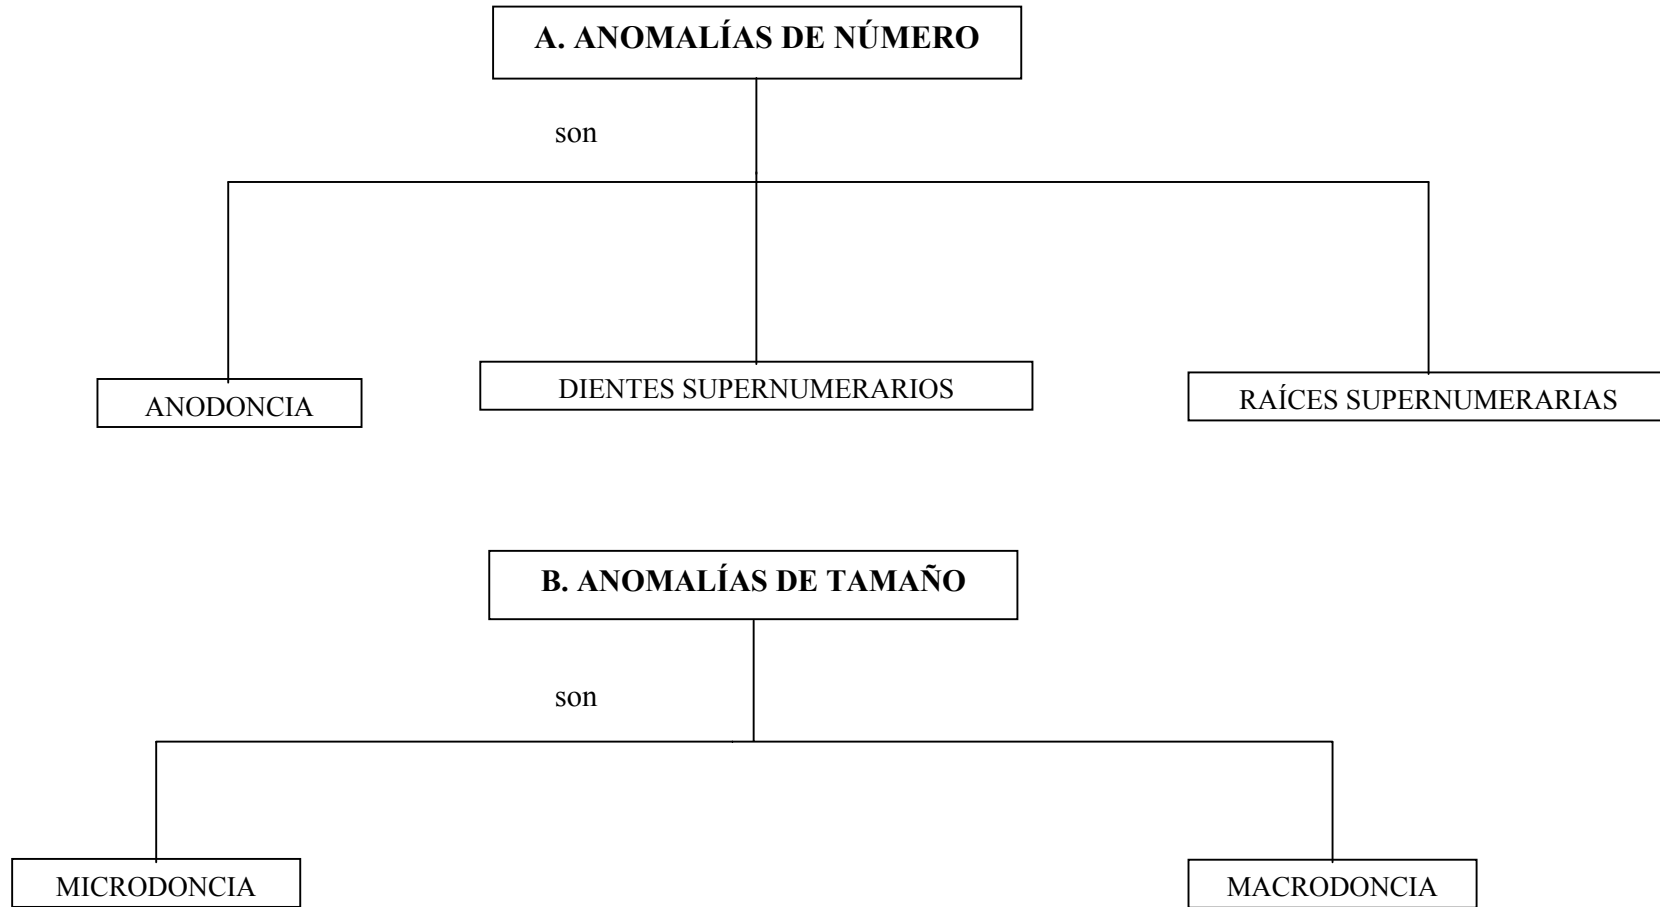 A. ANOMALÍAS DE NÚMERO
son
ANODONCIA
DIENTES SUPERNUMERARIOS
RAÍCES SUPERNUMERARIAS
B. ANOMALÍAS DE TAMAÑO
son
MICRODONCIA
MACRODONCIA